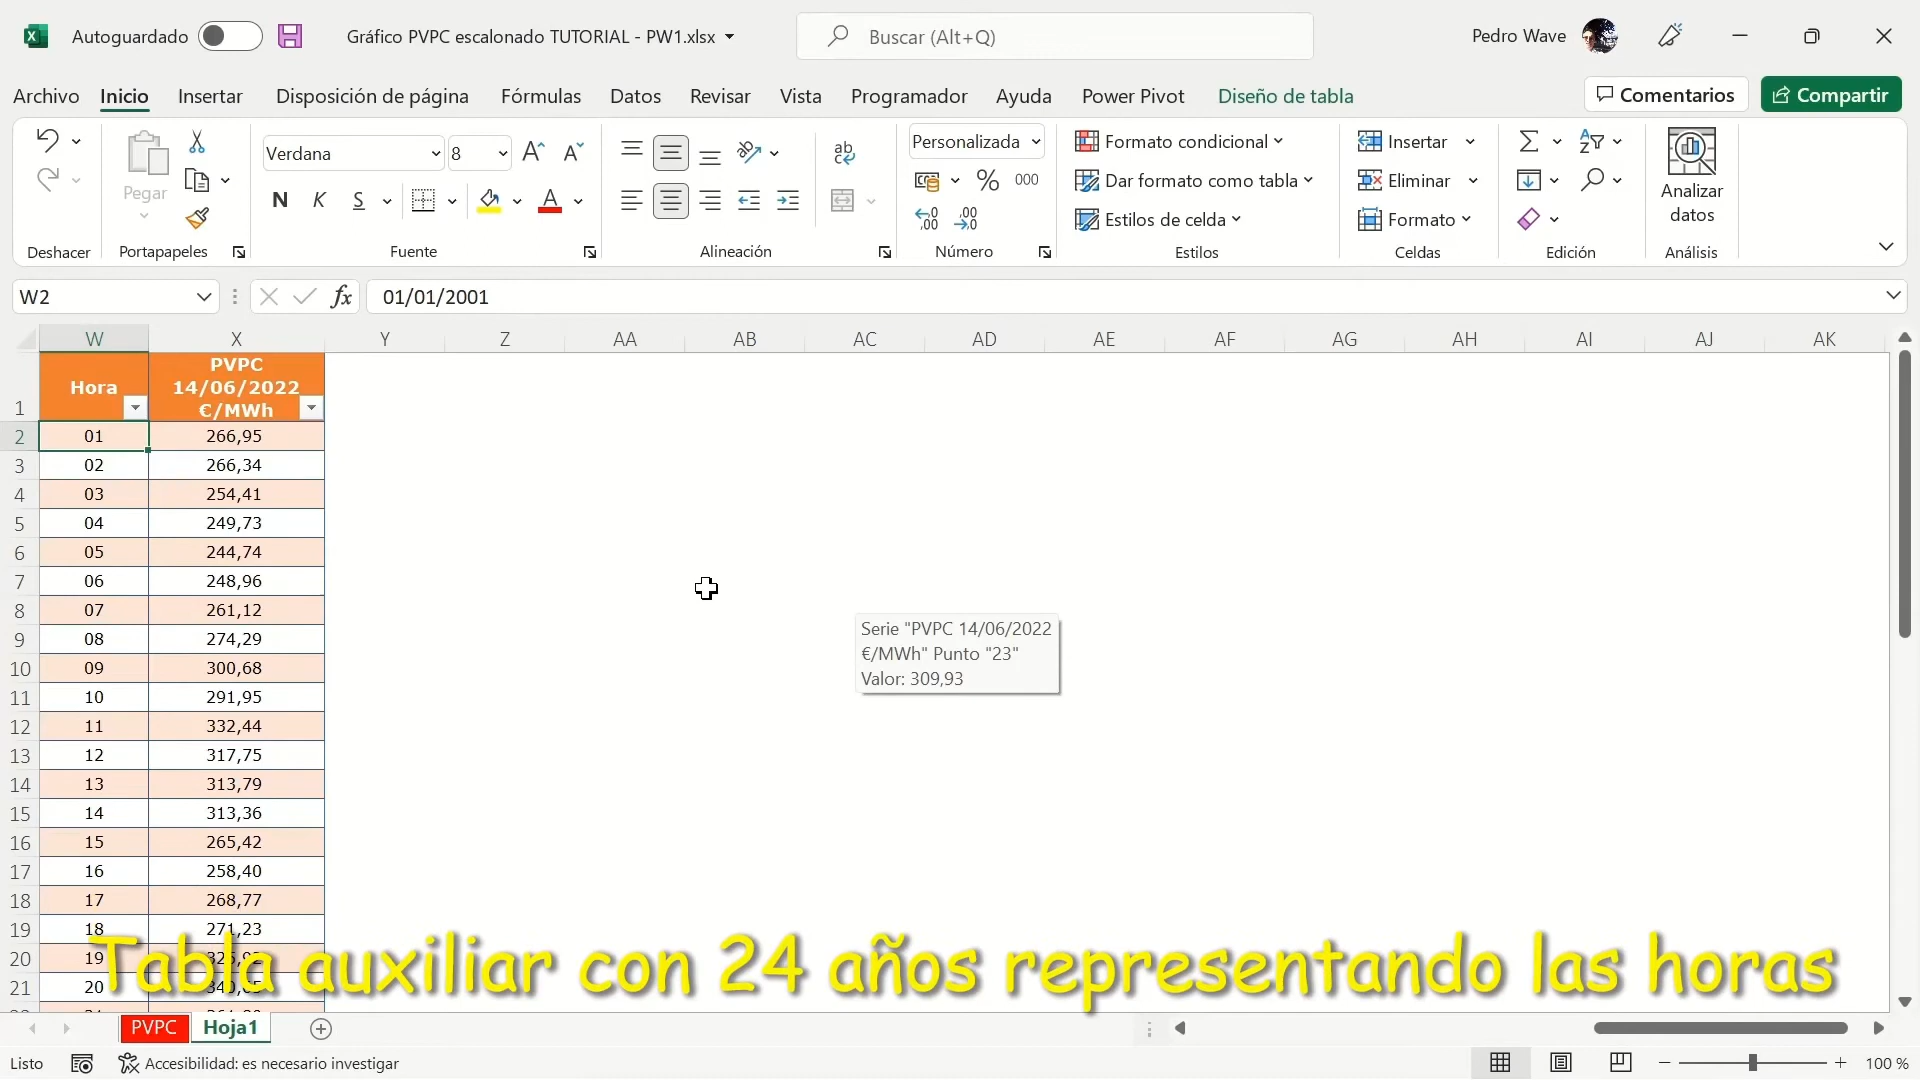 Autoguardado
Gráfico PVPC escalonado TUTORIAL - PW1.xlsx
Buscar (Alt+Q)
Pedro Wave
Archivo Inicio Insertar Disposición de página Fórmulas Datos Revisar Vista Programador Ayuda Power Pivot Diseño de tabla
Comentarios
Compartir
Pegar
Deshacer
Portapapeles
Verdana 8
N K S
Fuente
ab
Alineación
Personalizada
% 000
Número
Formato condicional
Dar formato como tabla
Estilos de celda
Estilos
Insertar
Eliminar
Formato
Celdas
Edición
Analizar
datos
Análisis
W2
fx
01/01/2001
W X Y Z AA AB AC AD AE AF AG AH AI AJ AK
1 Hora PVPC
14/06/2022
€/MWh
2 01 266,95
3 02 266,34
4 03 254,41
5 04 249,73
6 05 244,74
7 06 248,96
8 07 261,12
9 08 274,29
10 09 300,68
11 10 291,95
12 11 332,44
13 12 317,75
14 13 313,79
15 14 313,36
16 15 265,42
17 16 258,40
18 17 268,77
19 18 271,23
20 19
21 20
Serie "PVPC 14/06/2022
€/MWh" Punto "23"
Valor: 309,93
Tabla auxiliar con 24 años representando las horas
PVPC Hoja1
Listo
Accesibilidad: es necesario investigar
100 %